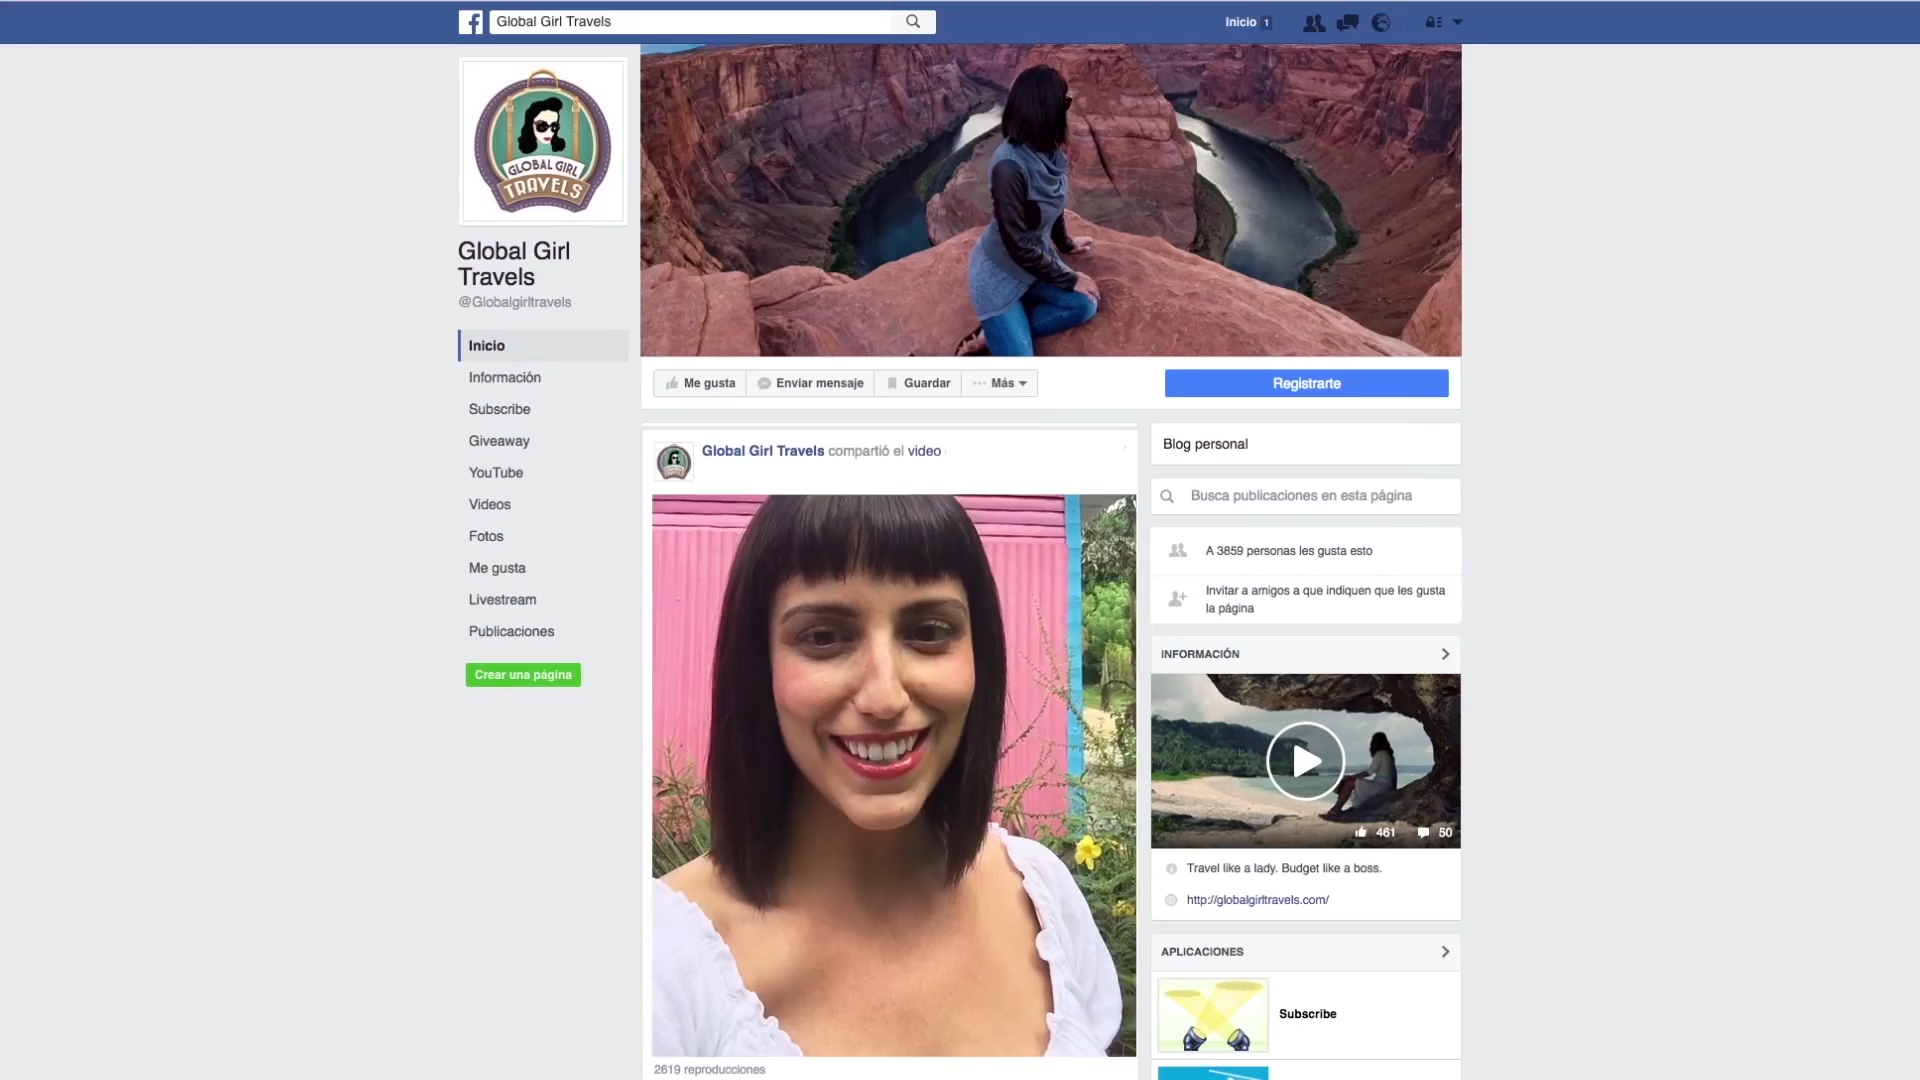 Global Girl Travels
Inicio 1
GLOBAL GIRL
TRAVELS
Global Girl
Travels
@Globalgirltravels
Inicio
Información
Subscribe
Giveaway
YouTube
Videos
Fotos
Me gusta
Livestream
Publicaciones
Crear una página
Me gusta
Enviar mensaje
Guardar
Más
Registrarte
Global Girl Travels compartió el video
2619 reproducciones
Blog personal
Busca publicaciones en esta página
A 3859 personas les gusta esto
Invitar a amigos a que indiquen que les gusta
la página
INFORMACIÓN
461 50
Travel like a lady. Budget like a boss.
http://globalgirltravels.com/
APLICACIONES
Subscribe